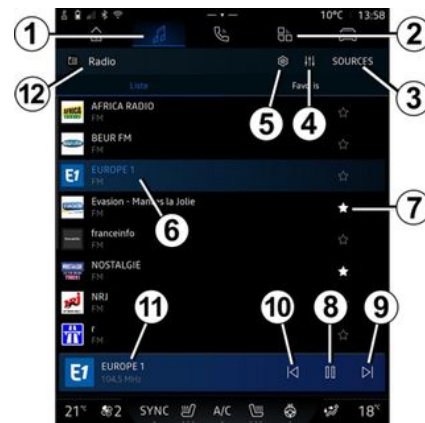 10°C 13:58
1
2
Radio
SOURCES
12
3
Liste
Favoris
5
4
AFRICA RADIO
FM
BEUR FM
FM
E1
EUROPE 1
FM
Evasion - Mantes la Jolie
FM
6
7
franceinfo
FM
NOSTALGIE
FM
NRJ
FM
r
FM
11
10
8
9
E1
EUROPE 1
104.5 MHz
21°C 2 SYNC A/C 18°C